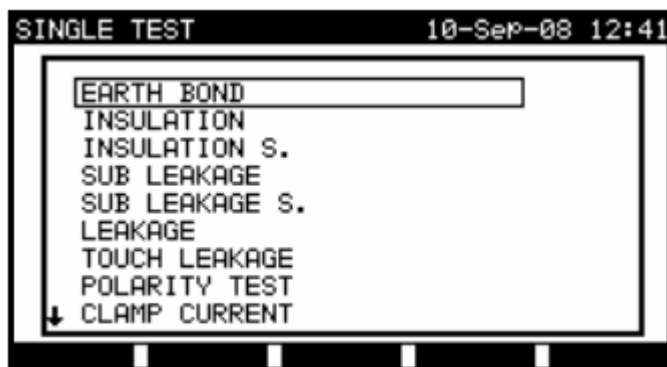 SINGLE TEST 10-Sep-08 12:41
EARTH BOND
INSULATION
INSULATION S.
SUB LEAKAGE
SUB LEAKAGE S.
LEAKAGE
TOUCH LEAKAGE
POLARITY TEST
↓ CLAMP CURRENT